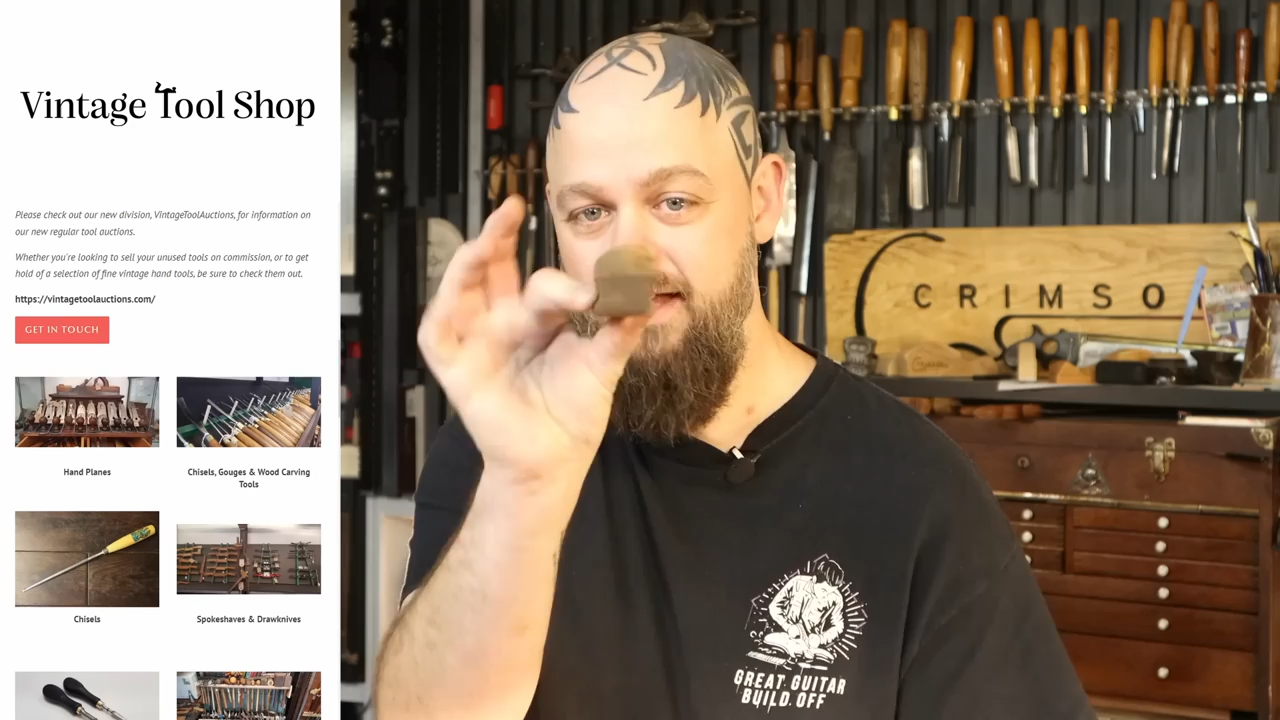 Vintage Tool Shop
Please check out our new division, VintageToolAuctions, for information on
our new regular tool auctions.
Whether you're looking to sell your unused tools on commission, or to get
hold of a selection of fine vintage hand tools, be sure to check them out.
https://vintagetoolauctions.com/
GET IN TOUCH
Hand Planes
Chisels, Gouges & Wood Carving
Tools
Chisels
Spokeshaves & Drawknives
CRIMSO
GREAT GUITAR
BUILD OFF